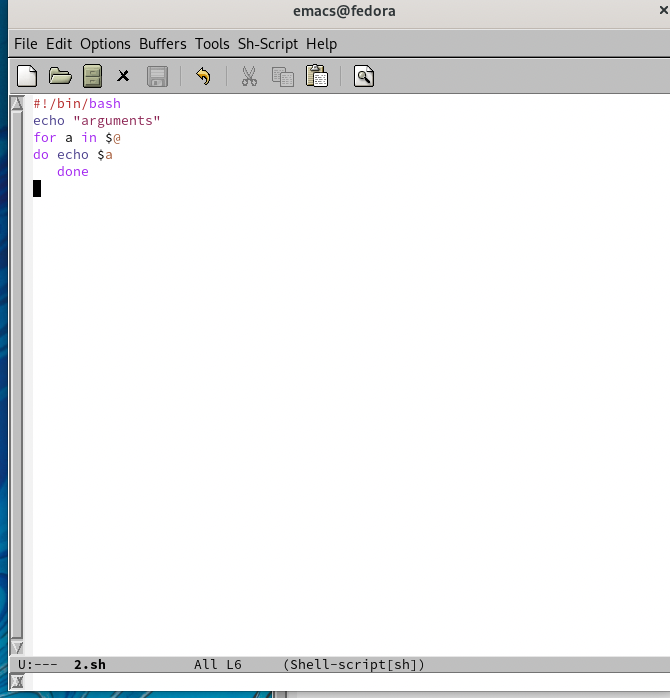 emacs@fedora
File Edit Options Buffers Tools Sh-Script Help
#!/bin/bash
echo "arguments"
for a in $@
do echo $a
   done
U:---  2.sh           All L6     (Shell-script[sh])